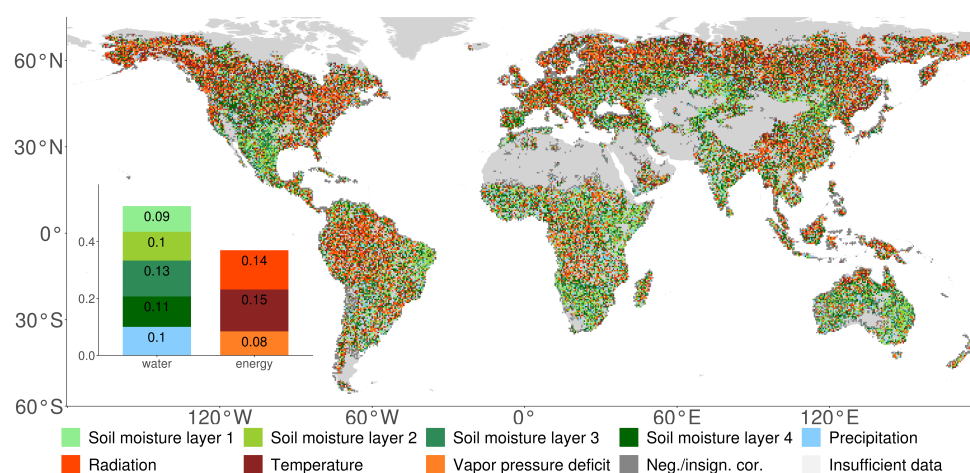 60°N
30°N
0°
30°S
60°S
0.4
0.2
0.0
0.09
0.1
0.13
0.11
0.1
0.14
0.15
0.08
water energy
120°W 60°W 0° 60°E 120°E
Soil moisture layer 1 Soil moisture layer 2 Soil moisture layer 3 Soil moisture layer 4 Precipitation
Radiation Temperature Vapor pressure deficit Neg./insign. cor. Insufficient data